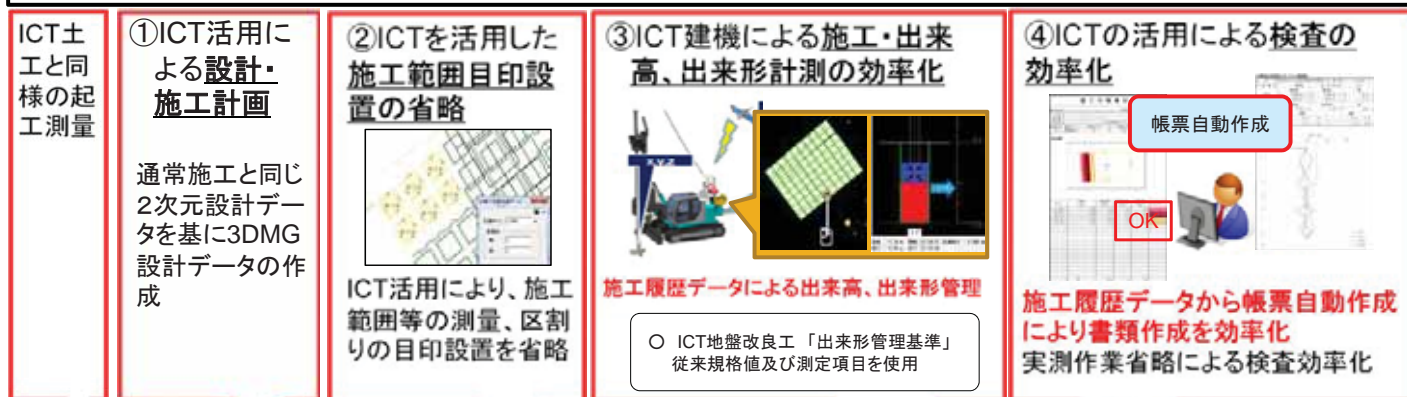 ICT土
工と同
様の起
工測量
①ICT活用に
よる設計・
施工計画
通常施工と同じ
２次元設計デー
タを基に3DMG
設計データの作
成
②ICTを活用した
施工範囲目印設
置の省略
ICT活用により、施工
範囲等の測量、区割
りの目印設置を省略
③ICT建機による施工・出来
高、出来形計測の効率化
X,Y,Z
施工履歴データによる出来高、出来形管理
〇 ICT地盤改良工 「出来形管理基準」
従来規格値及び測定項目を使用
④ICTの活用による検査の
効率化
帳票自動作成
OK
施工履歴データから帳票自動作成
により書類作成を効率化
実測作業省略による検査効率化